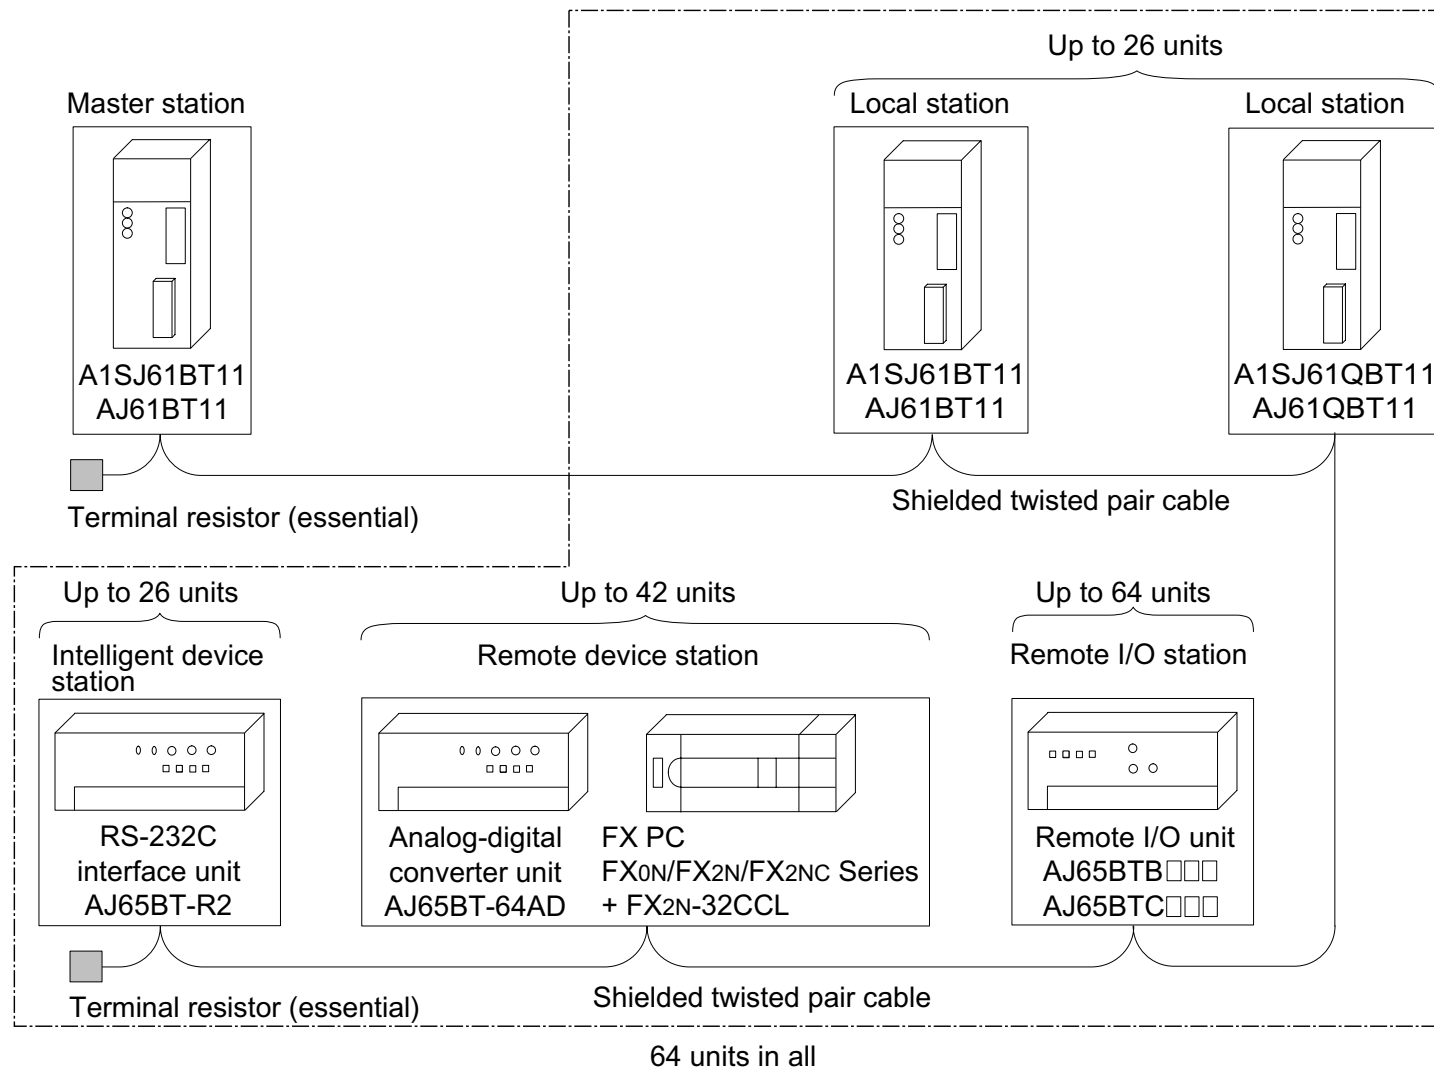 Up to 26 units
Master station
Local station
Local station
A1SJ61BT11
AJ61BT11
A1SJ61BT11
AJ61BT11
A1SJ61QBT11
AJ61QBT11
Terminal resistor (essential)
Shielded twisted pair cable
Up to 26 units
Up to 42 units
Up to 64 units
Intelligent device
station
Remote device station
Remote I/O station
RS-232C
interface unit
AJ65BT-R2
Analog-digital
converter unit
AJ65BT-64AD
FX PC
FX0N/FX2N/FX2NC Series
+ FX2N-32CCL
Remote I/O unit
AJ65BTB□□□
AJ65BTC□□□
Terminal resistor (essential)
Shielded twisted pair cable
64 units in all